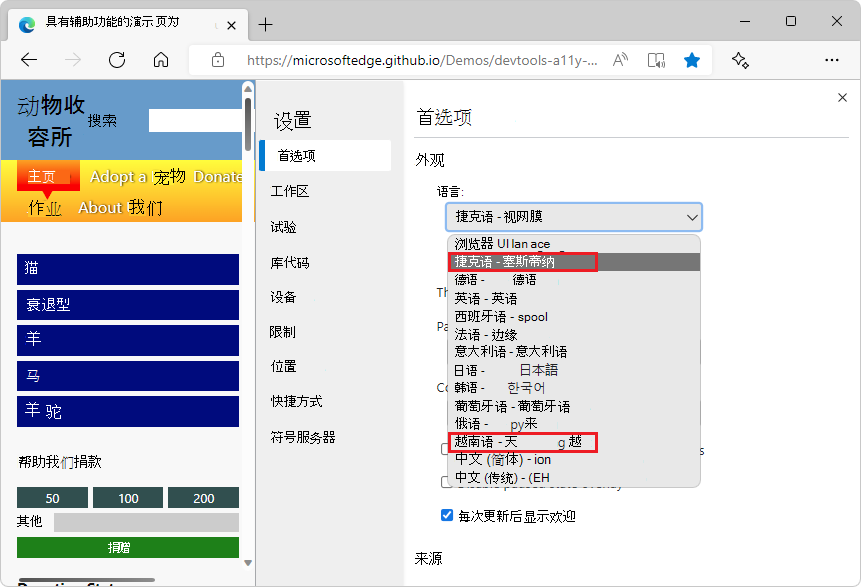 具有辅助功能的演示页为
https://microsoftedge.github.io/Demos/devtools-a11y-...
动物收
容所
搜索
主页
Adopt a 宠物
Donate
作业
About 我们
猫
衰退型
羊
马
羊 驼
帮助我们捐款
50
100
200
其他
捐赠
设置
首选项
工作区
试验
库代码
设备
限制
位置
快捷方式
符号服务器
首选项
外观
语言:
捷克语 - 视网膜
浏览器 UI lan ace
捷克语 - 塞斯蒂纳
德语 - 德语
英语 - 英语
西班牙语 - spool
法语 - 边缘
意大利语 - 意大利语
日语 - 日本語
韩语 - 한국어
葡萄牙语 - 葡萄牙语
俄语 - py来
越南语 - 天 g 越
中文 (简体) - ion
中文 (传统) - (EH
每次更新后显示欢迎
来源